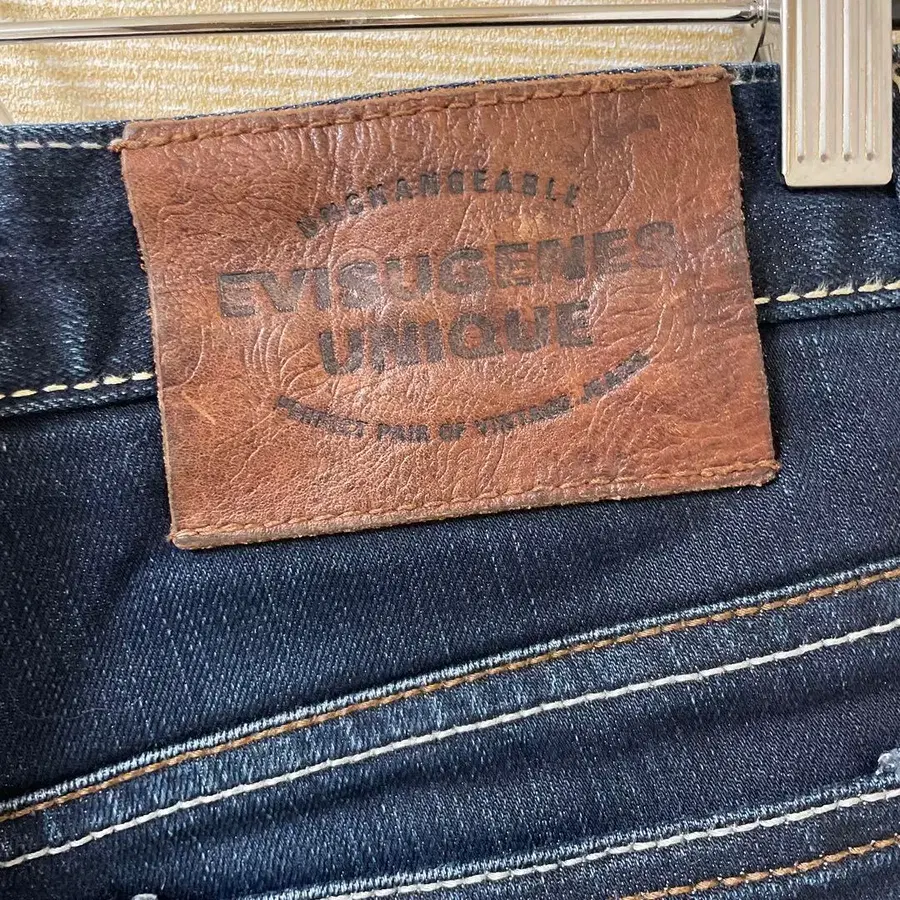 UNCHANGEABLE
EVISUGENES
UNIQUE
PERFECT PAIR OF VINTAGE JEANS